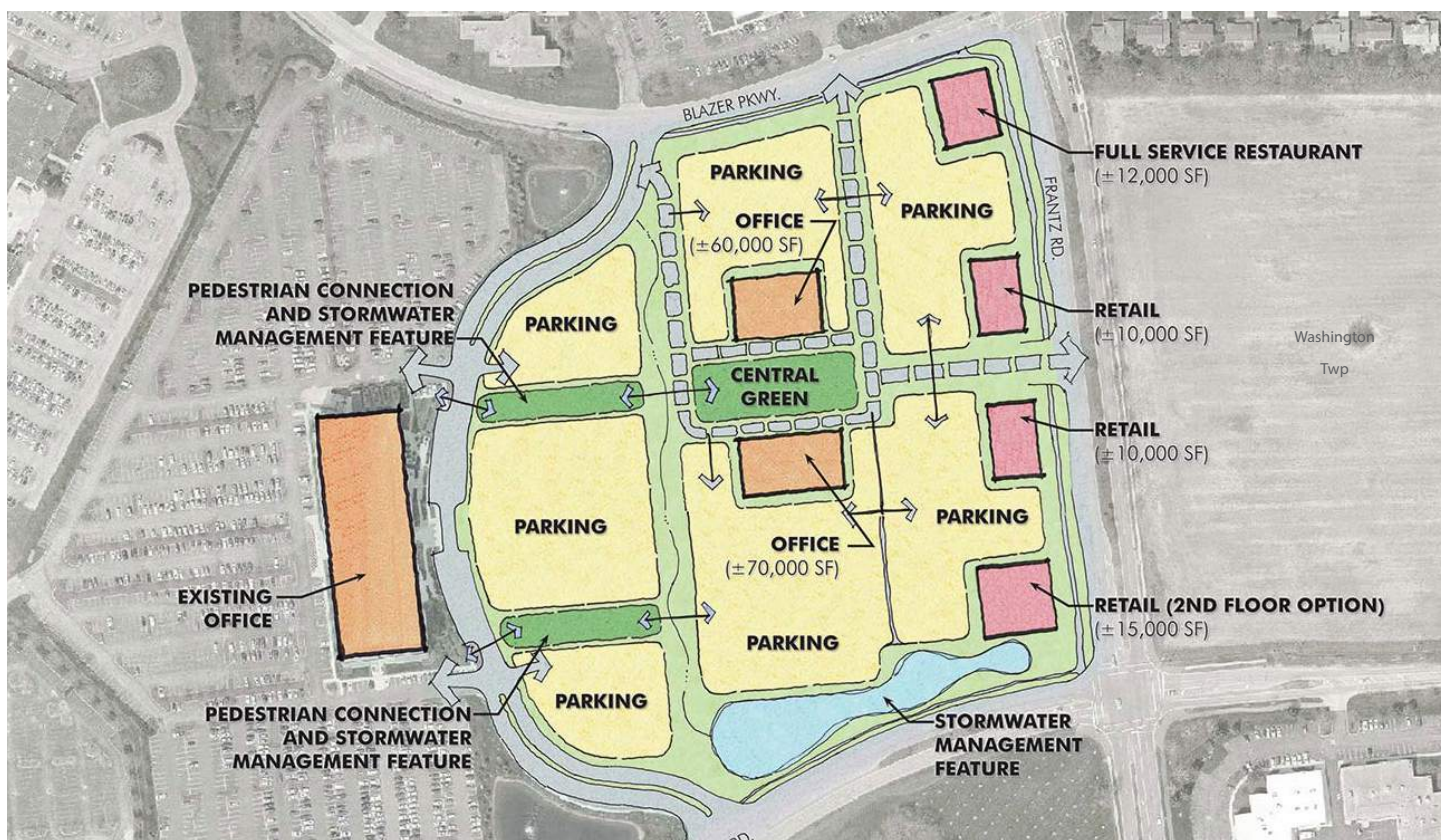 BLAZER PKWY.
FULL SERVICE RESTAURANT
(±12,000 SF)
PARKING
FRANTZ RD.
PARKING
OFFICE
(±60,000 SF)
PEDESTRIAN CONNECTION
AND STORMWATER
MANAGEMENT FEATURE
PARKING
RETAIL
(±10,000 SF)
Washington
Twp
CENTRAL
GREEN
RETAIL
(±10,000 SF)
PARKING
PARKING
OFFICE
(±70,000 SF)
EXISTING
OFFICE
RETAIL (2ND FLOOR OPTION)
(±15,000 SF)
PARKING
PARKING
PEDESTRIAN CONNECTION
AND STORMWATER
MANAGEMENT FEATURE
STORMWATER
MANAGEMENT
FEATURE
RD.